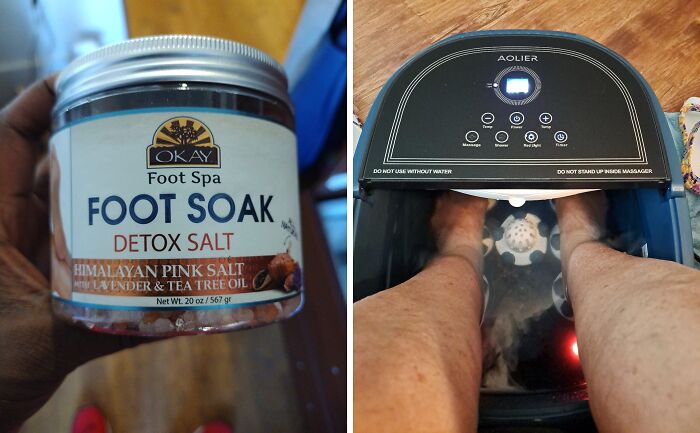 OKAY
Foot Spa
FOOT SOAK
DETOX SALT
HIMALAYAN PINK SALT
WITH LAVENDER & TEA TREE OIL
Net Wt. 20 oz / 567 gr
AOLIER
Temp Power Temp
Massage Shower Red Light Timer
DO NOT USE WITHOUT WATER
DO NOT STAND UP INSIDE MASSAGER